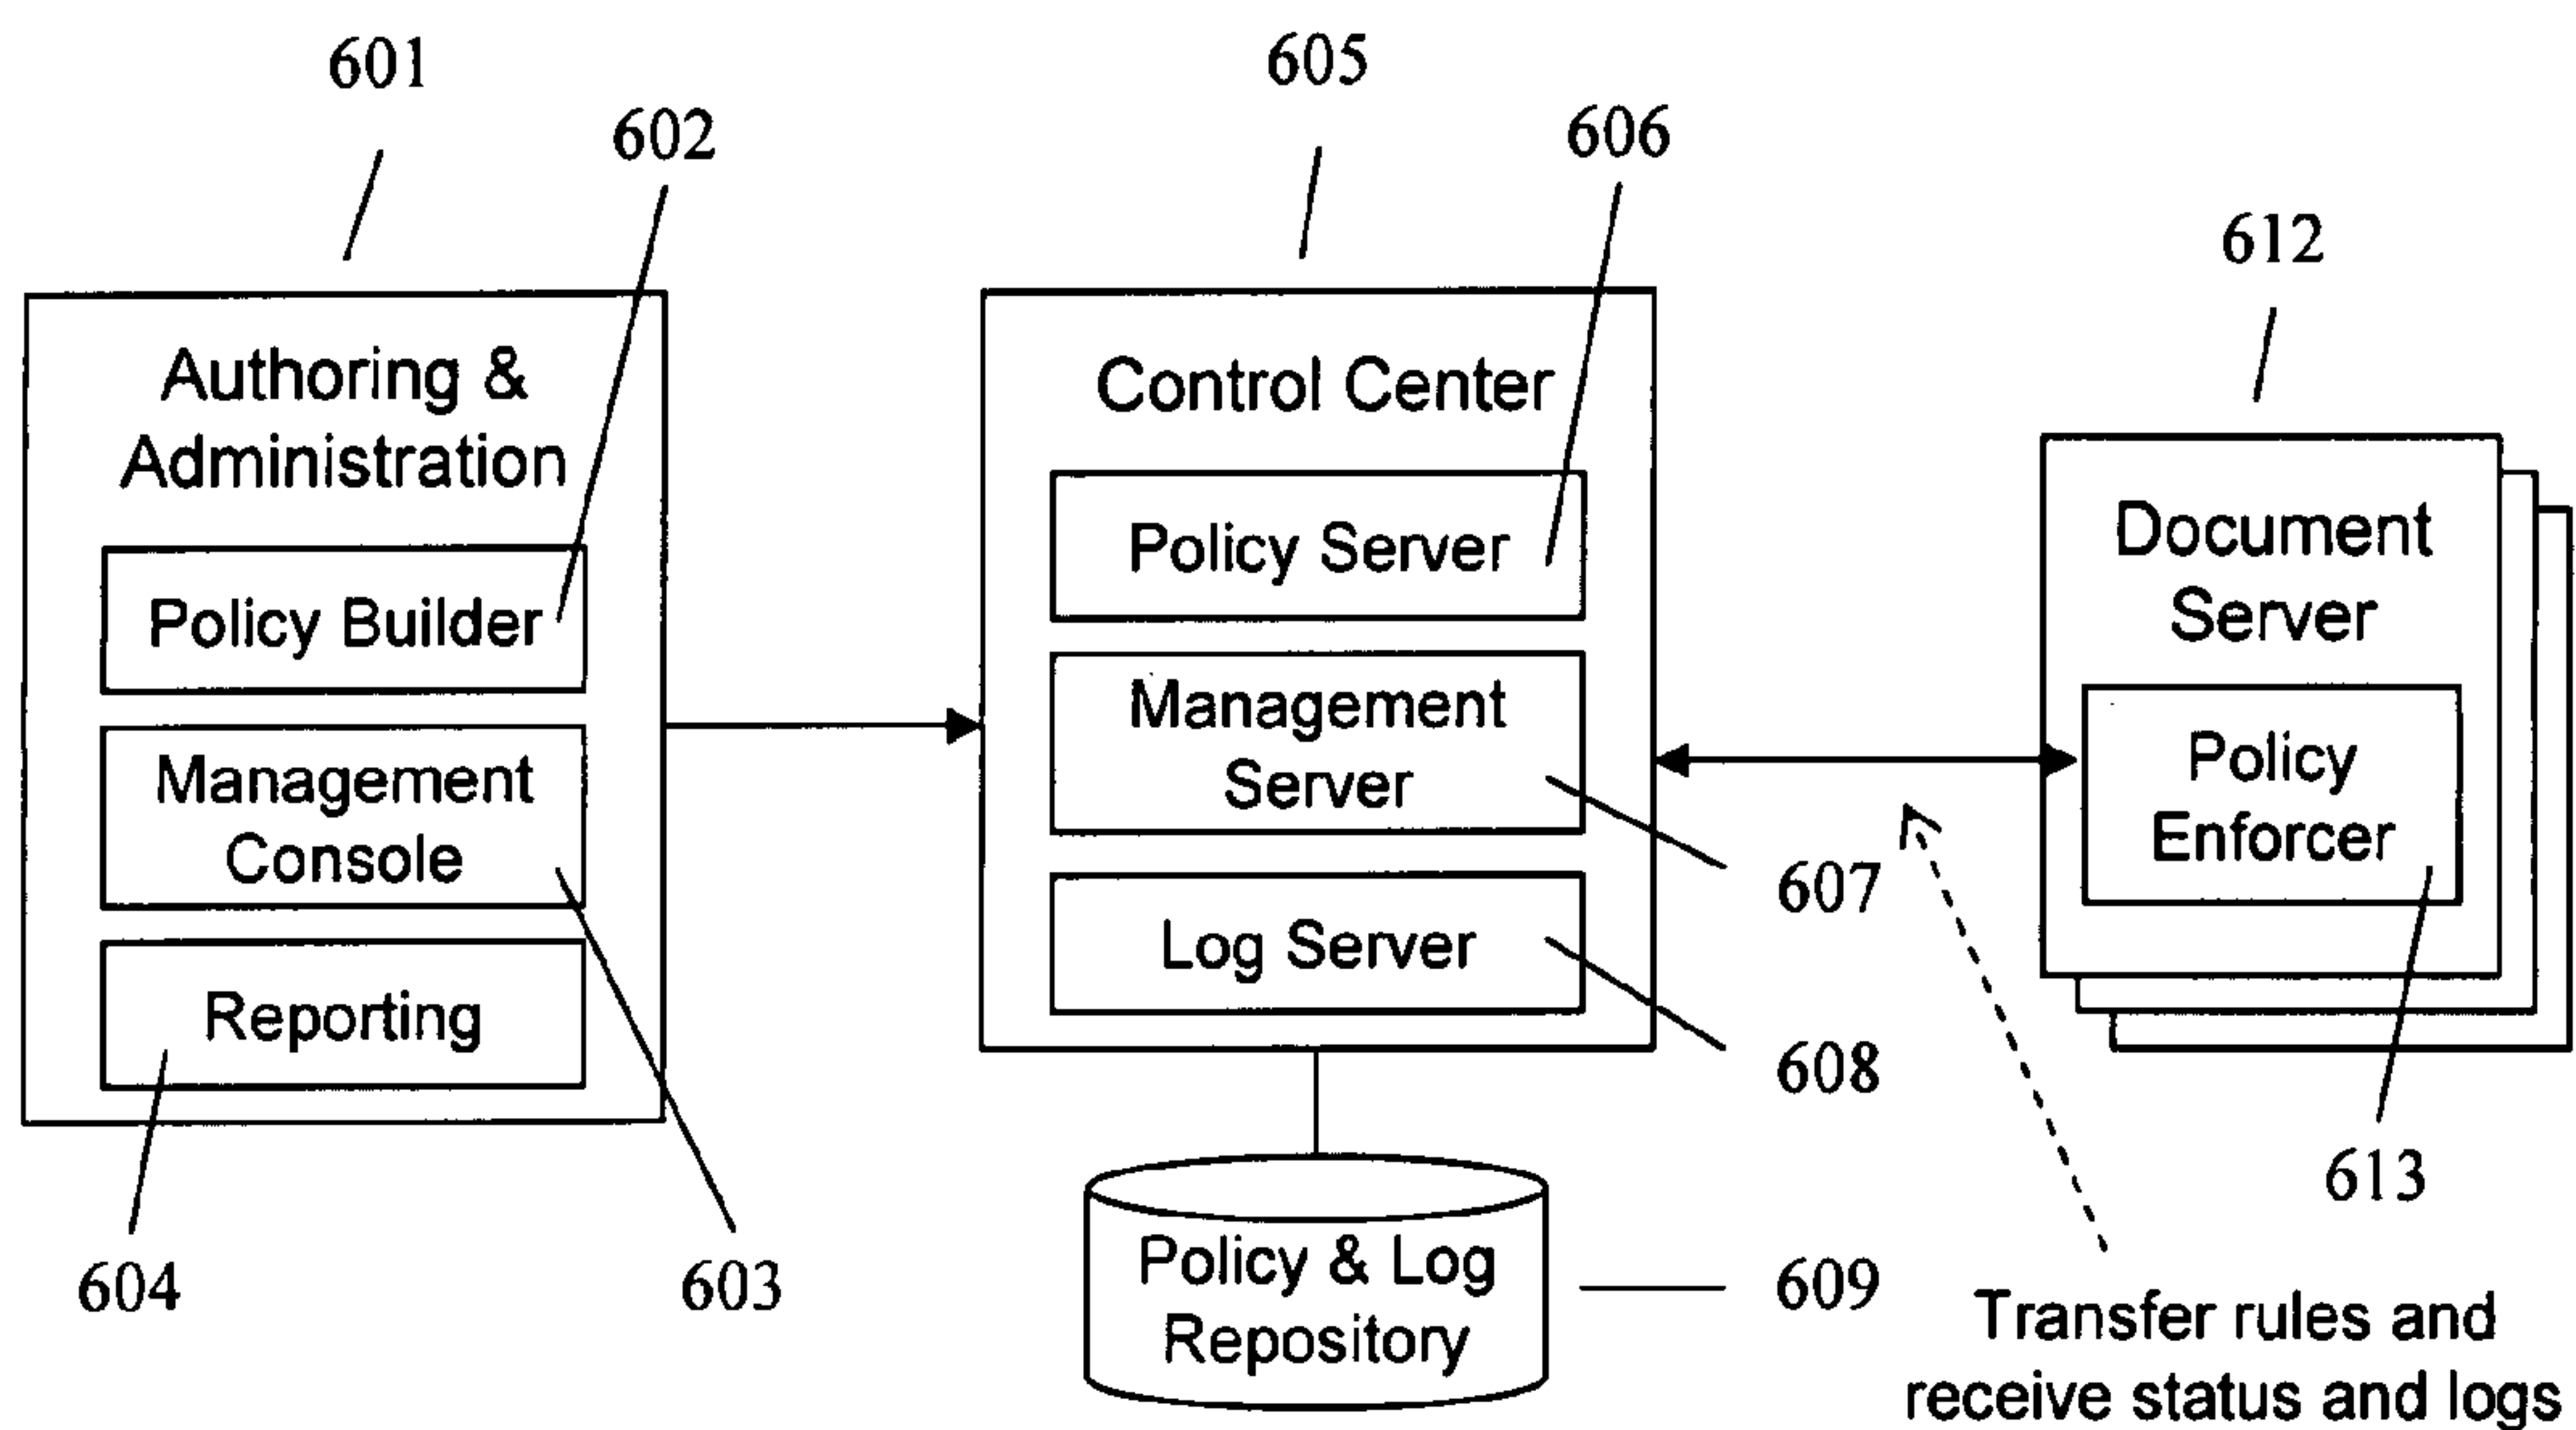 601
602
605
606
612
Authoring &
Administration
Policy Builder
Management
Console
Reporting
604
603
Control Center
Policy Server
Management
Server
Log Server
607
608
Policy & Log
Repository
609
Document
Server
Policy
Enforcer
613
Transfer rules and
receive status and logs